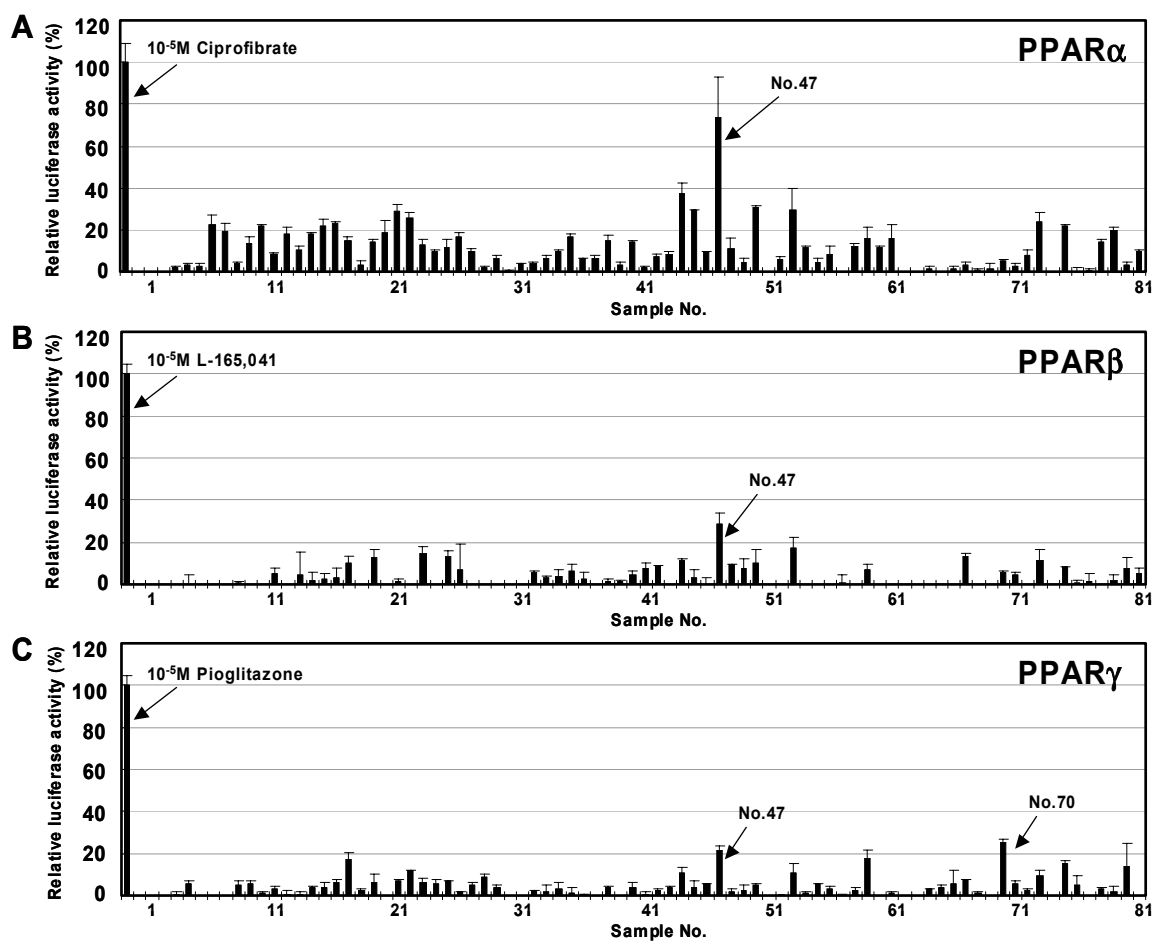 A
Relative luciferase activity (%)
120
100
80
60
40
20
0
10⁻⁵M Ciprofibrate
No.47
PPARα
1 11 21 31 41 51 61 71 81
Sample No.
B
Relative luciferase activity (%)
120
100
80
60
40
20
0
10⁻⁵M L-165,041
No.47
PPARβ
1 11 21 31 41 51 61 71 81
Sample No.
C
Relative luciferase activity (%)
120
100
80
60
40
20
0
10⁻⁵M Pioglitazone
No.47
No.70
PPARγ
1 11 21 31 41 51 61 71 81
Sample No.